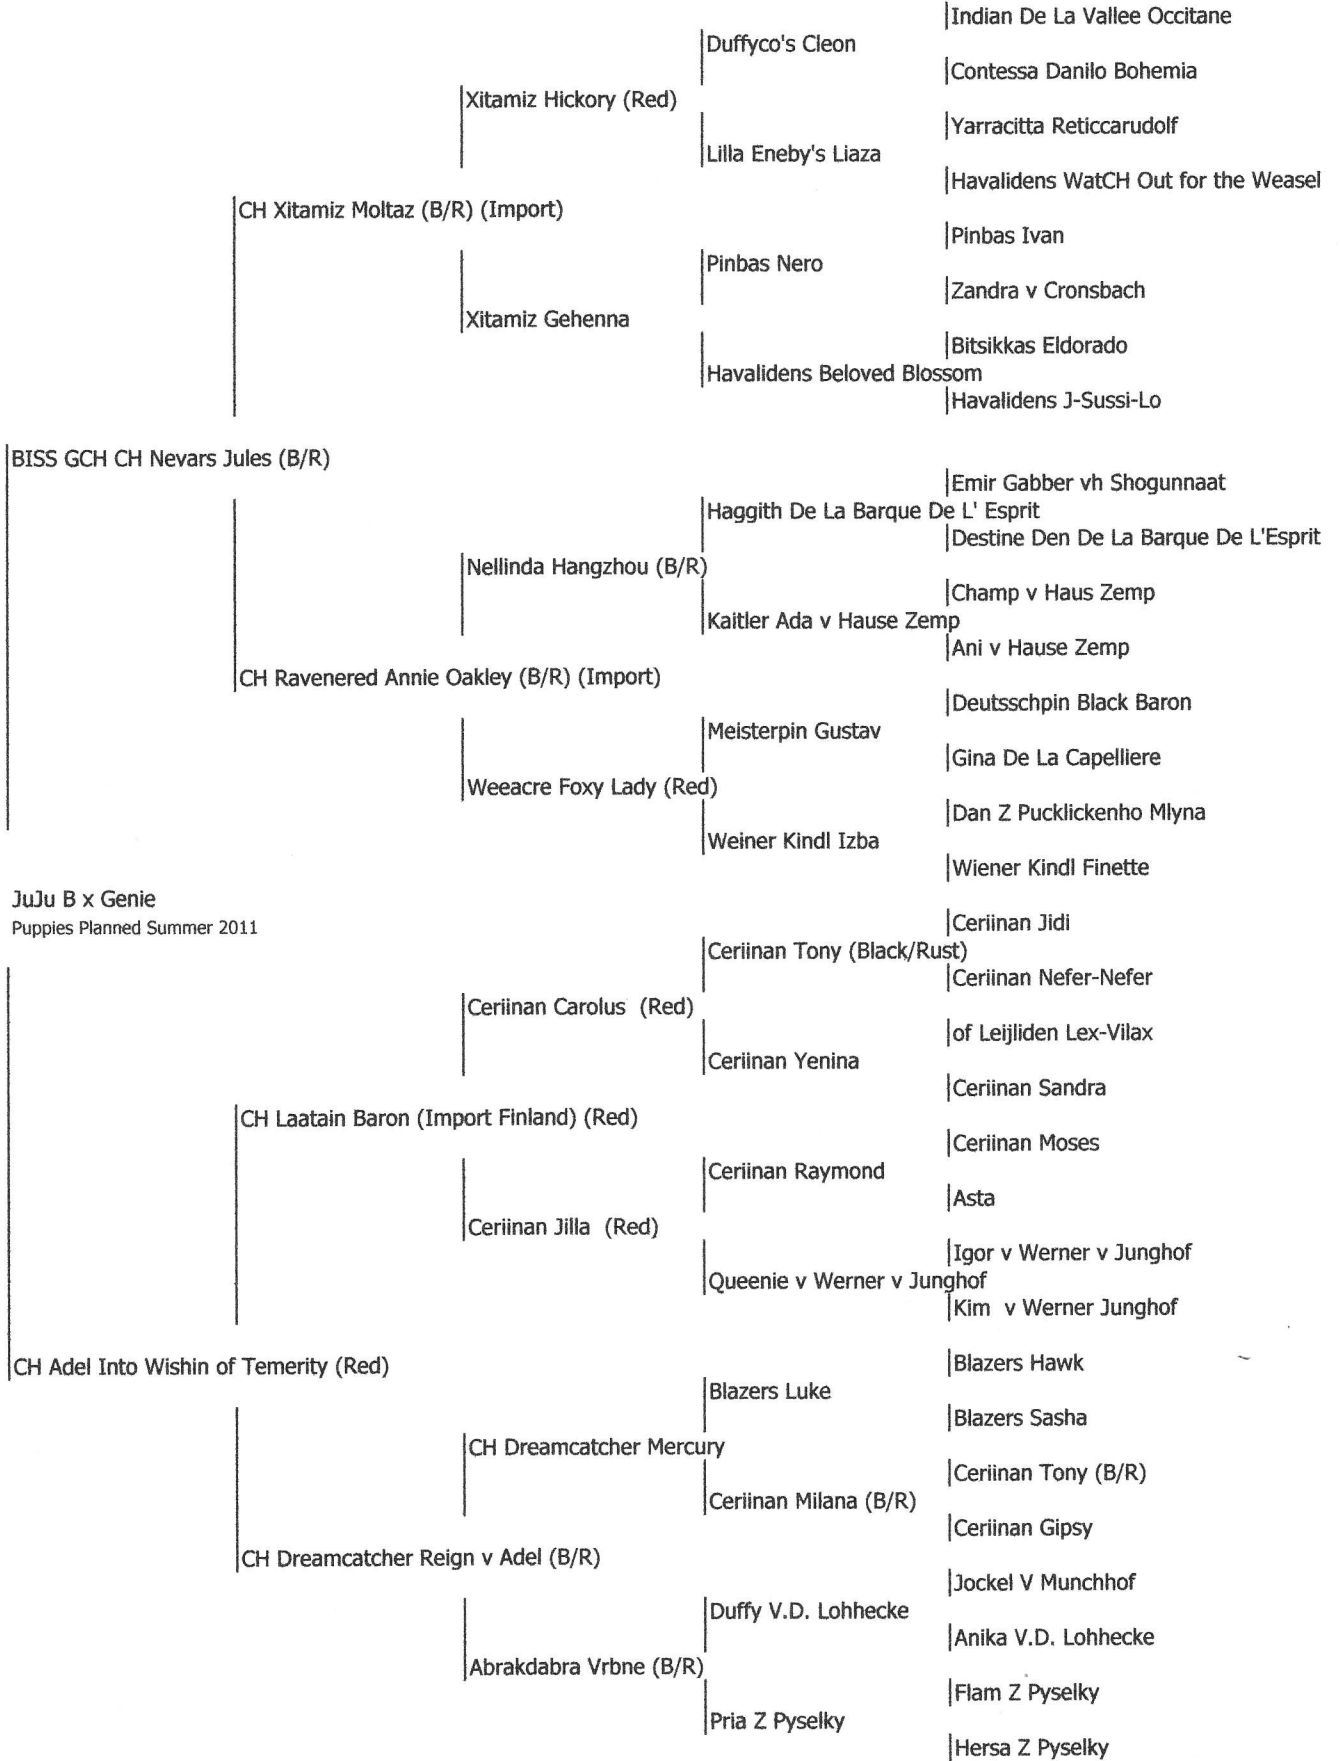 Indian De La Vallee Occitane
Duffyco's Cleon
Contessa Danilo Bohemia
Xitamiz Hickory (Red)
Yarracitta Reticcarudolf
Lilla Eneby's Liaza
Havalidens WatCH Out for the Weasel
CH Xitamiz Moltaz (B/R) (Import)
Pinbas Ivan
Pinbas Nero
Zandra v Cronsbach
Xitamiz Gehenna
Bitsikkas Eldorado
Havalidens Beloved Blossom
Havalidens J-Sussi-Lo
BISS GCH CH Nevars Jules (B/R)
Emir Gabber vh Shogunnaat
Haggith De La Barque De L' Esprit
Destine Den De La Barque De L'Esprit
Nellinda Hangzhou (B/R)
Champ v Haus Zemp
Kaitler Ada v Hause Zemp
Ani v Hause Zemp
CH Ravenered Annie Oakley (B/R) (Import)
Deutsschpin Black Baron
Meisterpin Gustav
Gina De La Capelliere
Weeacre Foxy Lady (Red)
Dan Z Pucklickenho Mlyna
Weiner Kindl Izba
Wiener Kindl Finette
JuJu B x Genie
Puppies Planned Summer 2011
Ceriinan Jidi
Ceriinan Tony (Black/Rust)
Ceriinan Nefer-Nefer
Ceriinan Carolus (Red)
of Leijliden Lex-Vilax
Ceriinan Yenina
Ceriinan Sandra
CH Laatain Baron (Import Finland) (Red)
Ceriinan Moses
Ceriinan Raymond
Asta
Ceriinan Jilla (Red)
Igor v Werner v Junghof
Queenie v Werner v Junghof
Kim v Werner Junghof
CH Adel Into Wishin of Temerity (Red)
Blazers Hawk
Blazers Luke
Blazers Sasha
CH Dreamcatcher Mercury
Ceriinan Tony (B/R)
Ceriinan Milana (B/R)
Ceriinan Gipsy
CH Dreamcatcher Reign v Adel (B/R)
Jockel V Munchhof
Duffy V.D. Lohhecke
Anika V.D. Lohhecke
Abrakdabra Vrbne (B/R)
Flam Z Pyselky
Pria Z Pyselky
Hersa Z Pyselky